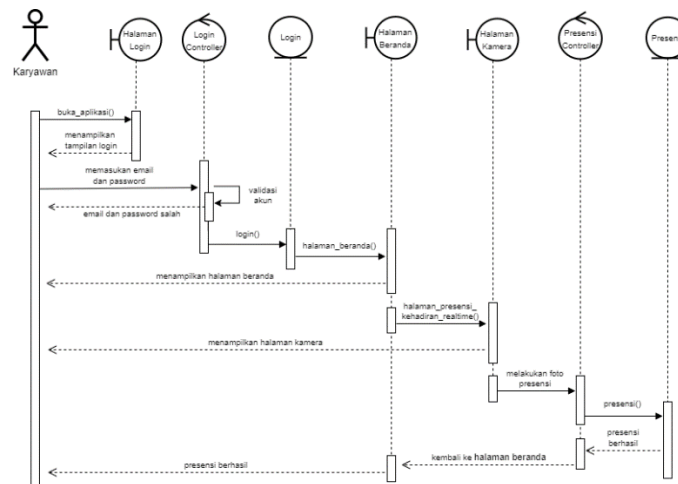 Halaman
Login
Login
Controller
Login
Halaman
Beranda
Halaman
Kamera
Presensi
Controller
Presen
Karyawan
buka_aplikasi()
menampilkan
tampilan login
memasukan email
dan password
validasi
akun
email dan password salah
login()
halaman_beranda()
menampilkan halaman beranda
halaman_presensi_
kehadiran_realtime()
menampilkan halaman kamera
melakukan foto
presensi
presensi()
presensi
berhasil
kembali ke halaman beranda
presensi berhasil